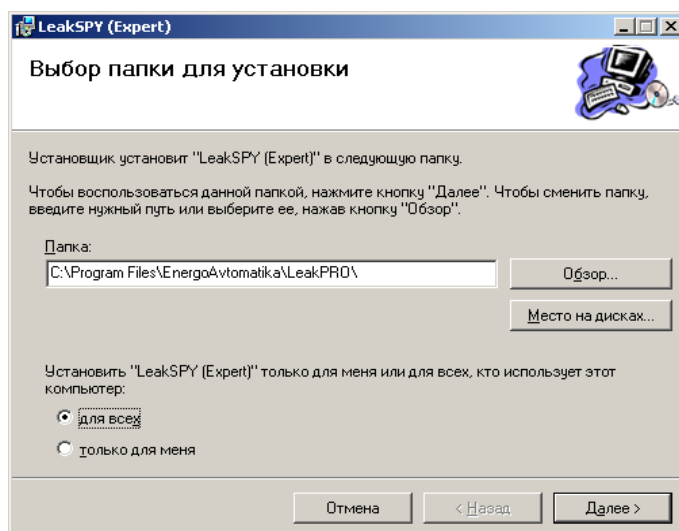 LeakSPY (Expert)
Выбор папки для установки
Установщик установит "LeakSPY (Expert)" в следующую папку.
Чтобы воспользоваться данной папкой, нажмите кнопку "Далее". Чтобы сменить папку,
введите нужный путь или выберите ее, нажав кнопку "Обзор".
Папка:
C:\Program Files\EnergoAvtomatika\LeakPRO\
Обзор...
Место на дисках...
Установить "LeakSPY (Expert)" только для меня или для всех, кто использует этот
компьютер:
для всех
только для меня
Отмена
< Назад
Далее >